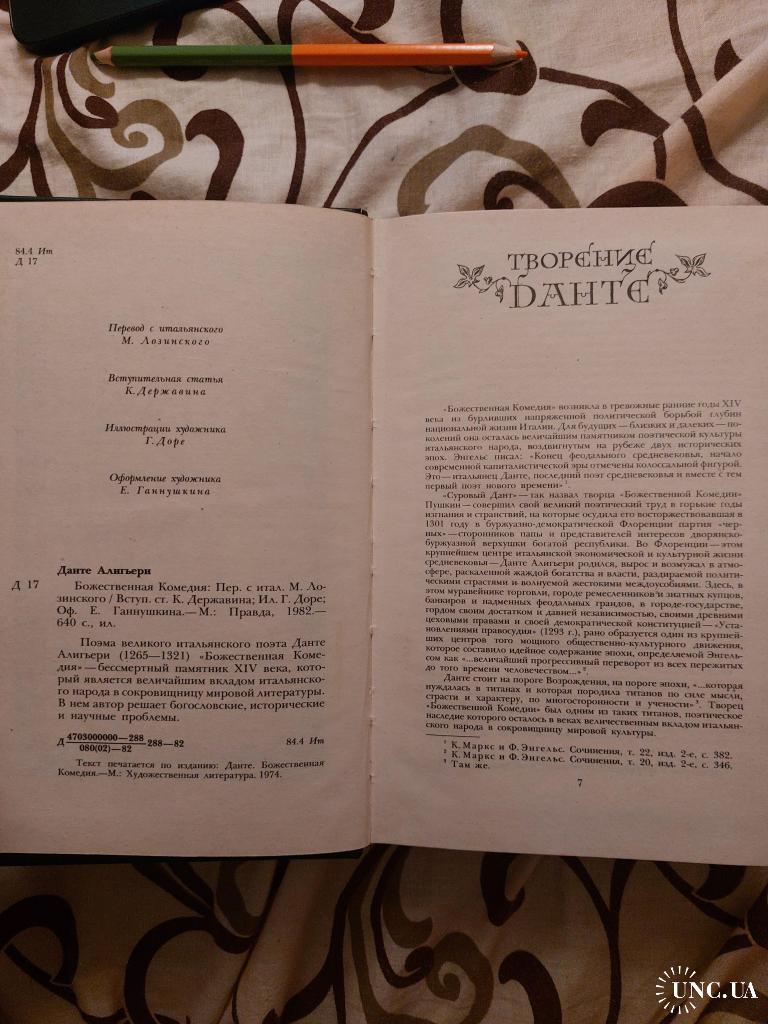 84.4 Ит
Д 17
Перевод с итальянского
М. Лозинского
Вступительная статья
К. Державина
Иллюстрации художника
Г. Доре
Оформление художника
Е. Ганнушкина
Данте Алигьери
Д 17 Божественная Комедия: Пер. с итал. М. Ло-
зинского / Вступ. ст. К. Державина; Ил. Г. Доре;
Оф. Е. Ганнушкина.— М.: Правда, 1982.—
640 с., ил.
Поэма великого итальянского поэта Данте
Алигьери (1265—1321) «Божественная Коме-
дия» — бессмертный памятник XIV века, кото-
рый является величайшим вкладом итальянско-
го народа в сокровищницу мировой литературы.
В нем автор решает богословские, исторические
и научные проблемы.
Д 4703000000—288
080(02)—82 288—82 84.4 Ит
Текст печатается по изданию: Данте. Божественная
Комедия.—М.: Художественная литература. 1974.
ТВОРЕНИЕ
ДАНТЕ
«Божественная Комедия» возникла в тревожные ранние годы XIV
века из бурливших напряженной политической борьбой глубин
национальной жизни Италии. Для будущих — близких и далеких — по-
колений она осталась величайшим памятником поэтической культуры
итальянского народа, воздвигнутым на рубеже двух исторических
эпох. Энгельс писал: «Конец феодального средневековья, начало
современной капиталистической эры отмечены колоссальной фигурой.
Это — итальянец Данте, последний поэт средневековья и вместе с тем
первый поэт нового времени»¹.
«Суровый Дант» — так назвал творца «Божественной Комедии»
Пушкин — совершил свой великий поэтический труд в горькие годы
изгнания и странствий, на которые осудила его восторжествовавшая в
1301 году в буржуазно-демократической Флоренции партия «чер-
ных» — сторонников папы и представителей интересов дворянско-
буржуазной верхушки богатой республики. Во Флоренции — этом
крупнейшем центре итальянской экономической и культурной жизни
средневековья — Данте Алигьери родился, вырос и возмужал в атмо-
сфере, раскаленной жаждой богатства и власти, раздираемой полити-
ческими страстями и волнуемой жестокими междоусобиями. Здесь, в
этом муравейнике торговли, городе ремесленников и знатных купцов,
банкиров и надменных феодальных грандов, в городе-государстве,
гордом своим достатком и давней независимостью, своими древними
цеховыми правами и своей демократической конституцией — «Уста-
новлениями правосудия» (1293 г.), рано образуется один из крупней-
ших центров того мощного общественно-культурного движения,
которое составило идейное содержание эпохи, определяемой Энгель-
сом как «...величайший прогрессивный переворот из всех пережитых
до того времени человечеством...»².
Данте стоит на пороге Возрождения, на пороге эпохи, «...которая
нуждалась в титанах и которая породила титанов по силе мысли,
страсти и характеру, по многосторонности и учености»³. Творец
«Божественной Комедии» был одним из таких титанов, поэтическое
наследие которого осталось в веках величественным вкладом итальян-
ского народа в сокровищницу мировой культуры.
¹ К. Маркс и Ф. Энгельс. Сочинения, т. 22, изд. 2-е, с. 382.
² К. Маркс и Ф. Энгельс. Сочинения, т. 20, изд. 2-е, с. 346.
³ Там же.
7
UNC.UA